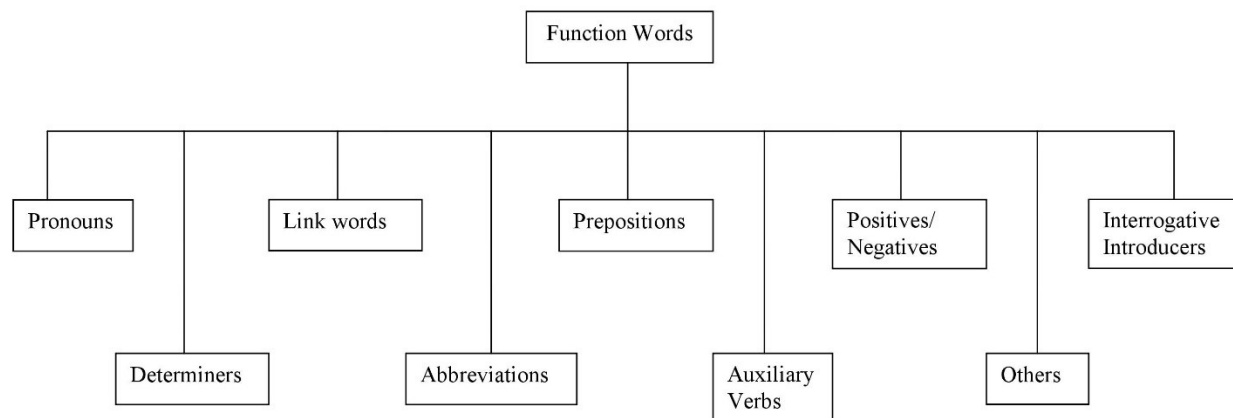 Function Words
Pronouns
Link words
Prepositions
Positives/
Negatives
Interrogative
Introducers
Determiners
Abbreviations
Auxiliary
Verbs
Others